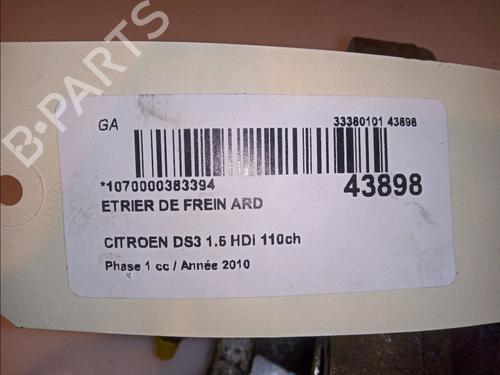 B-PARTS
GA
33380101 43898
*1070000383394
43898
ETRIER DE FREIN ARD
CITROEN DS3 1.6 HDi 110ch
Phase 1 cc / Année 2010